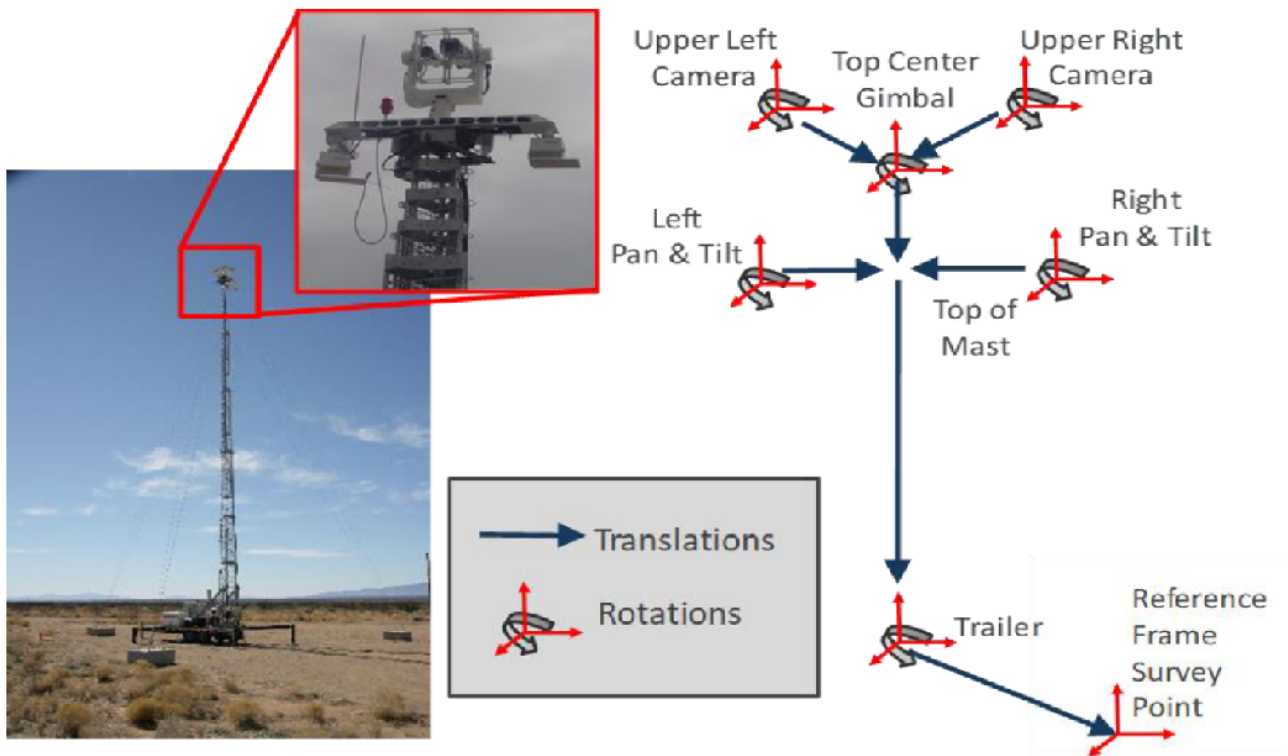 Upper Left
Camera
Top Center
Gimbal
Upper Right
Camera
Left
Pan & Tilt
Right
Pan & Tilt
Top of
Mast
Translations
Rotations
Trailer
Reference
Frame
Survey
Point